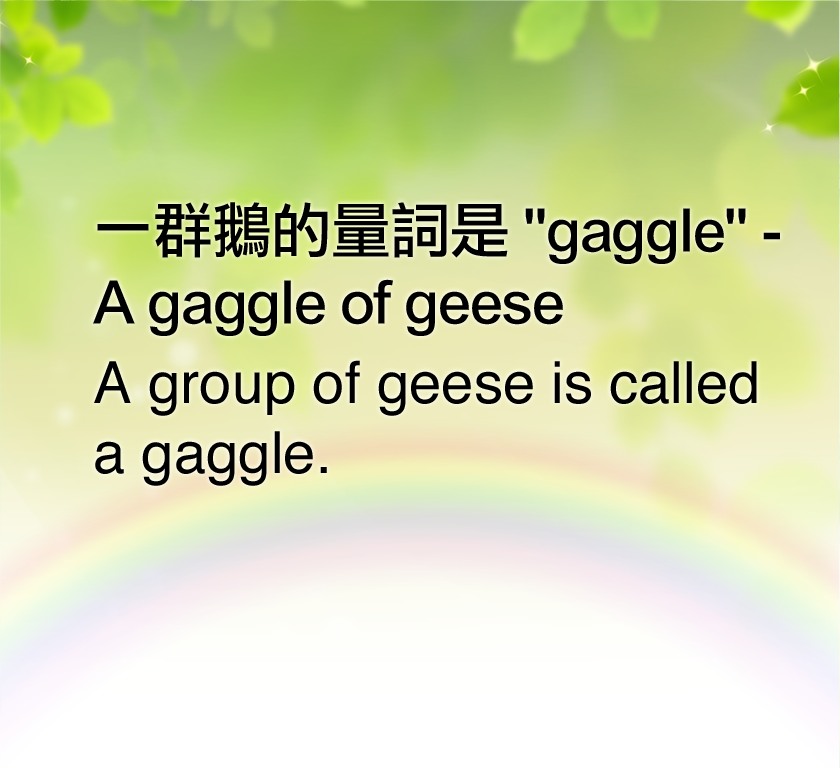 一群鵝的量詞是 "gaggle" -
A gaggle of geese
A group of geese is called
a gaggle.